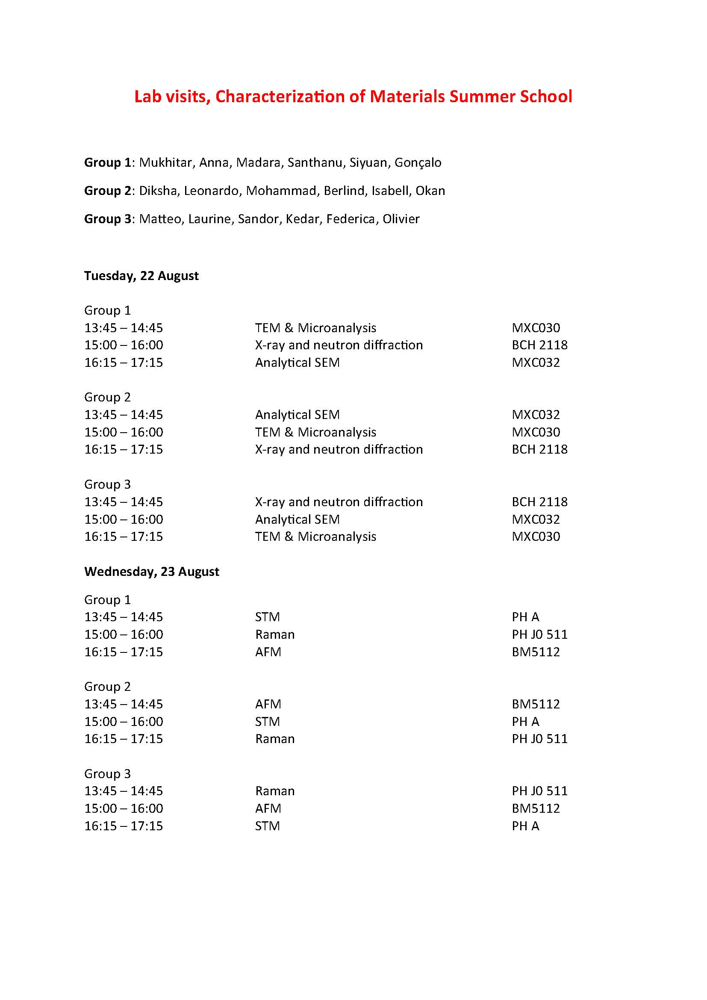 Lab visits, Characterization of Materials Summer School
Group 1: Mukhitar, Anna, Madara, Santhanu, Siyuan, Gonçalo
Group 2: Diksha, Leonardo, Mohammad, Berlind, Isabell, Okan
Group 3: Matteo, Laurine, Sandor, Kedar, Federica, Olivier
Tuesday, 22 August
Group 1
13:45 – 14:45 TEM & Microanalysis MXC030
15:00 – 16:00 X-ray and neutron diffraction BCH 2118
16:15 – 17:15 Analytical SEM MXC032
Group 2
13:45 – 14:45 Analytical SEM MXC032
15:00 – 16:00 TEM & Microanalysis MXC030
16:15 – 17:15 X-ray and neutron diffraction BCH 2118
Group 3
13:45 – 14:45 X-ray and neutron diffraction BCH 2118
15:00 – 16:00 Analytical SEM MXC032
16:15 – 17:15 TEM & Microanalysis MXC030
Wednesday, 23 August
Group 1
13:45 – 14:45 STM PH A
15:00 – 16:00 Raman PH J0 511
16:15 – 17:15 AFM BM5112
Group 2
13:45 – 14:45 AFM BM5112
15:00 – 16:00 STM PH A
16:15 – 17:15 Raman PH J0 511
Group 3
13:45 – 14:45 Raman PH J0 511
15:00 – 16:00 AFM BM5112
16:15 – 17:15 STM PH A